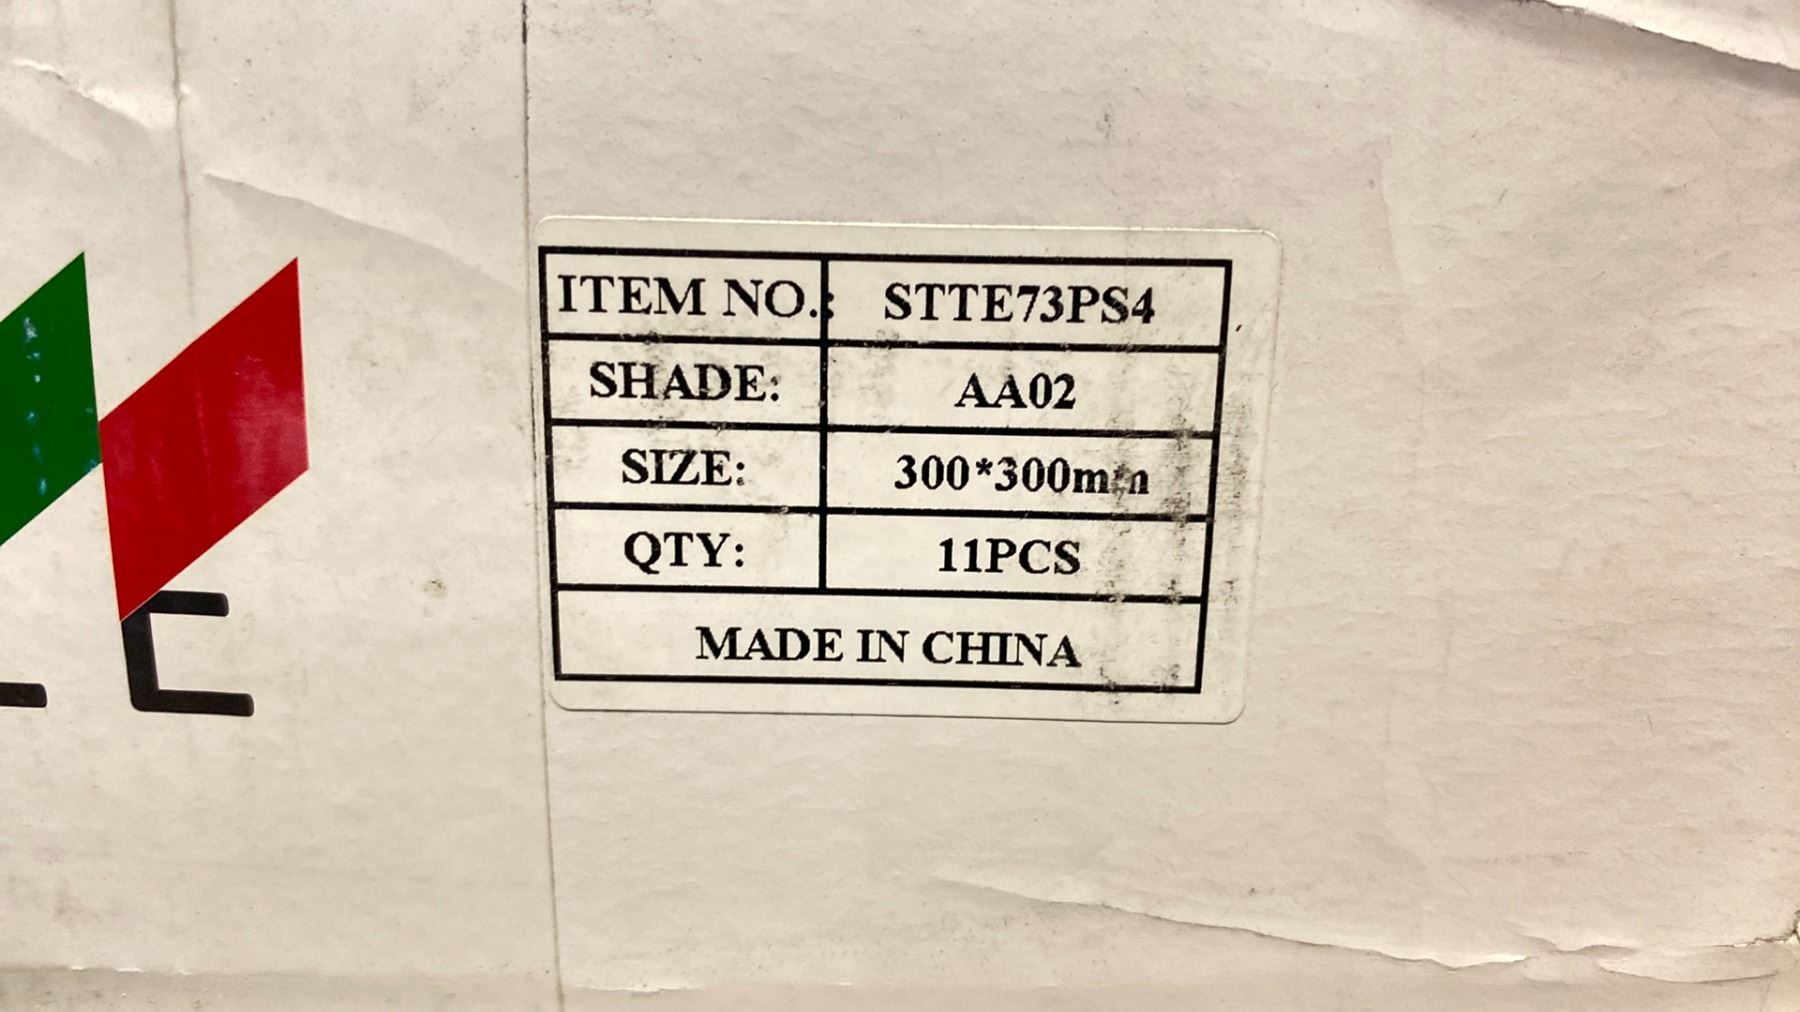 ITEM NO.: STTE73PS4
SHADE: AA02
SIZE: 300*300mm
QTY: 11PCS
MADE IN CHINA